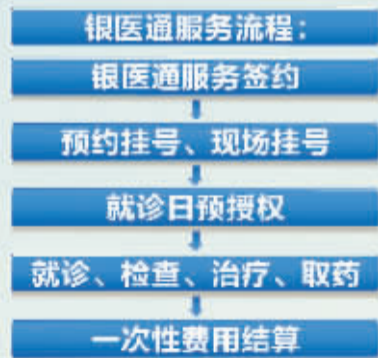 银医通服务流程：
银医通服务签约
预约挂号、现场挂号
就诊日预授权
就诊、检查、治疗、取药
一次性费用结算